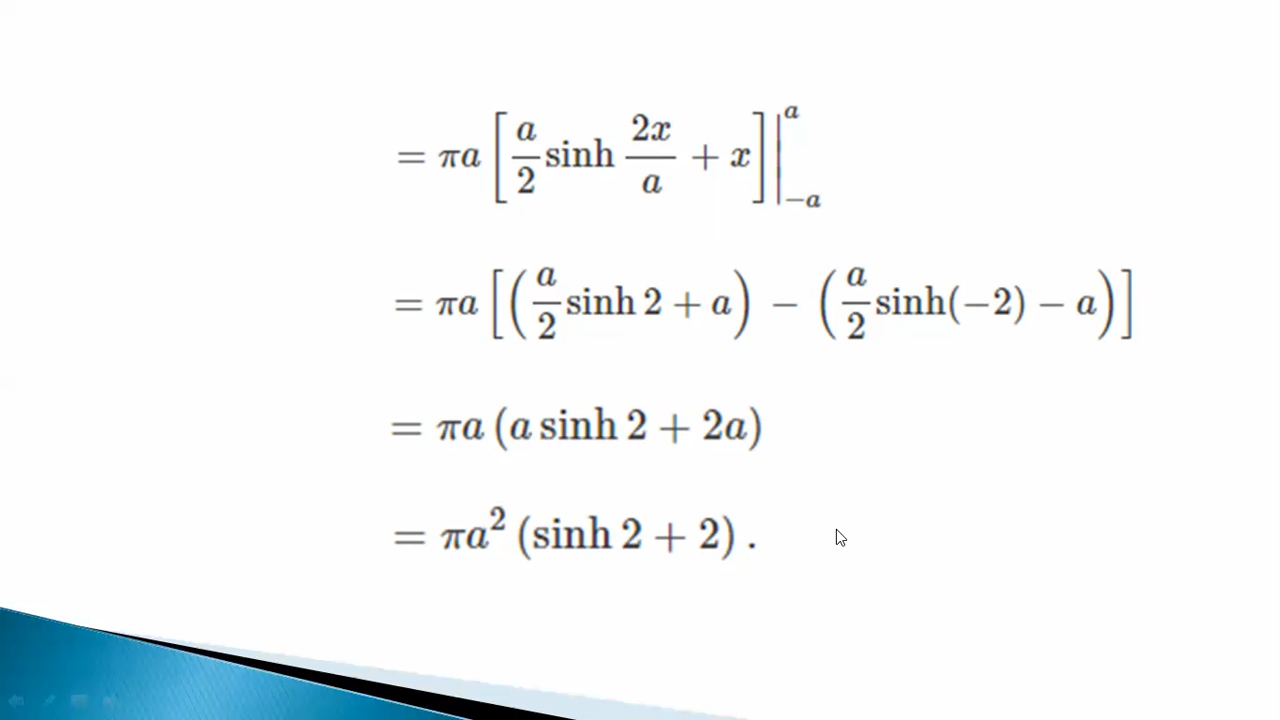 = πa [a/2 sinh 2x/a + x]|_{-a}^{a}
= πa [(a/2 sinh 2 + a) − (a/2 sinh(−2) − a)]
= πa (a sinh 2 + 2a)
= πa² (sinh 2 + 2) .